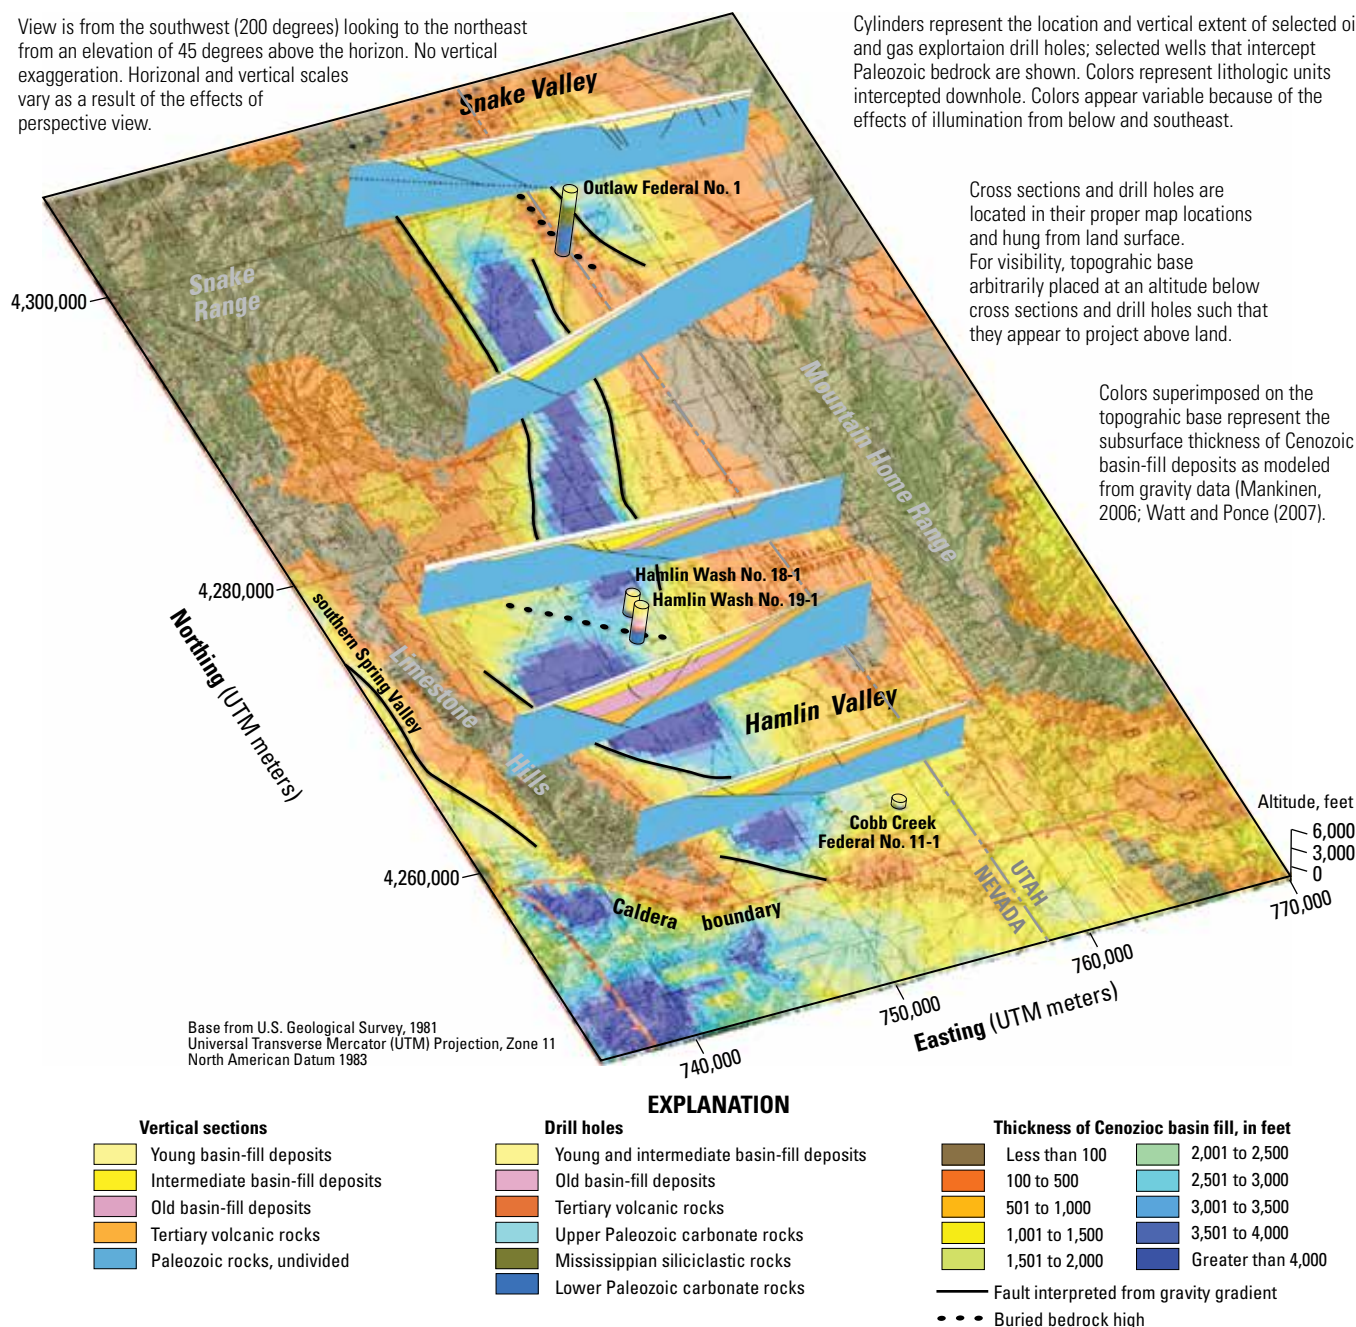 View is from the southwest (200 degrees) looking to the northeast
from an elevation of 45 degrees above the horizon. No vertical
exaggeration. Horizonal and vertical scales
vary as a result of the effects of
perspective view.
Cylinders represent the location and vertical extent of selected oi
and gas explortaion drill holes; selected wells that intercept
Paleozoic bedrock are shown. Colors represent lithologic units
intercepted downhole. Colors appear variable because of the
effects of illumination from below and southeast.
Cross sections and drill holes are
located in their proper map locations
and hung from land surface.
For visibility, topograhic base
arbitrarily placed at an altitude below
cross sections and drill holes such that
they appear to project above land.
Colors superimposed on the
topograhic base represent the
subsurface thickness of Cenozoic
basin-fill deposits as modeled
from gravity data (Mankinen,
2006; Watt and Ponce (2007).
Snake Valley
Outlaw Federal No. 1
Snake
Range
4,300,000
Mountain Home Range
Hamlin Wash No. 18-1
Hamlin Wash No. 19-1
4,280,000
southern Spring Valley
Limestone
Hills
Northing (UTM meters)
Hamlin Valley
Cobb Creek
Federal No. 11-1
Altitude, feet
6,000
3,000
0
4,260,000
UTAH
NEVADA
Caldera boundary
770,000
760,000
750,000
740,000
Easting (UTM meters)
Base from U.S. Geological Survey, 1981
Universal Transverse Mercator (UTM) Projection, Zone 11
North American Datum 1983
EXPLANATION
Vertical sections
Young basin-fill deposits
Intermediate basin-fill deposits
Old basin-fill deposits
Tertiary volcanic rocks
Paleozoic rocks, undivided
Drill holes
Young and intermediate basin-fill deposits
Old basin-fill deposits
Tertiary volcanic rocks
Upper Paleozoic carbonate rocks
Mississippian siliciclastic rocks
Lower Paleozoic carbonate rocks
Thickness of Cenozioc basin fill, in feet
Less than 100
100 to 500
501 to 1,000
1,001 to 1,500
1,501 to 2,000
2,001 to 2,500
2,501 to 3,000
3,001 to 3,500
3,501 to 4,000
Greater than 4,000
Fault interpreted from gravity gradient
Buried bedrock high